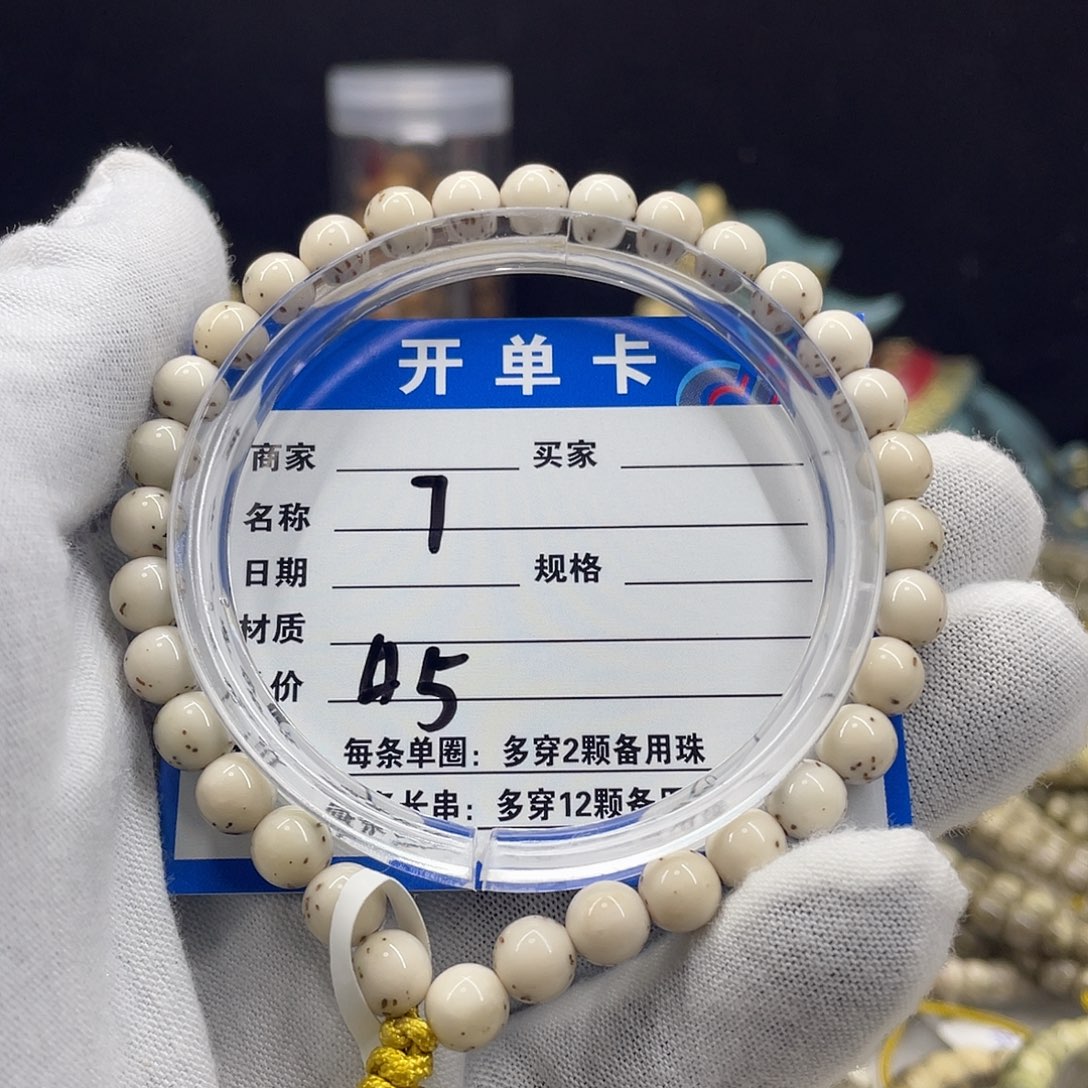 开单卡
商家 买家
名称 7
日期 规格
材质
价 45
每条单圈：多穿2颗备用珠
长串：多穿12颗备用